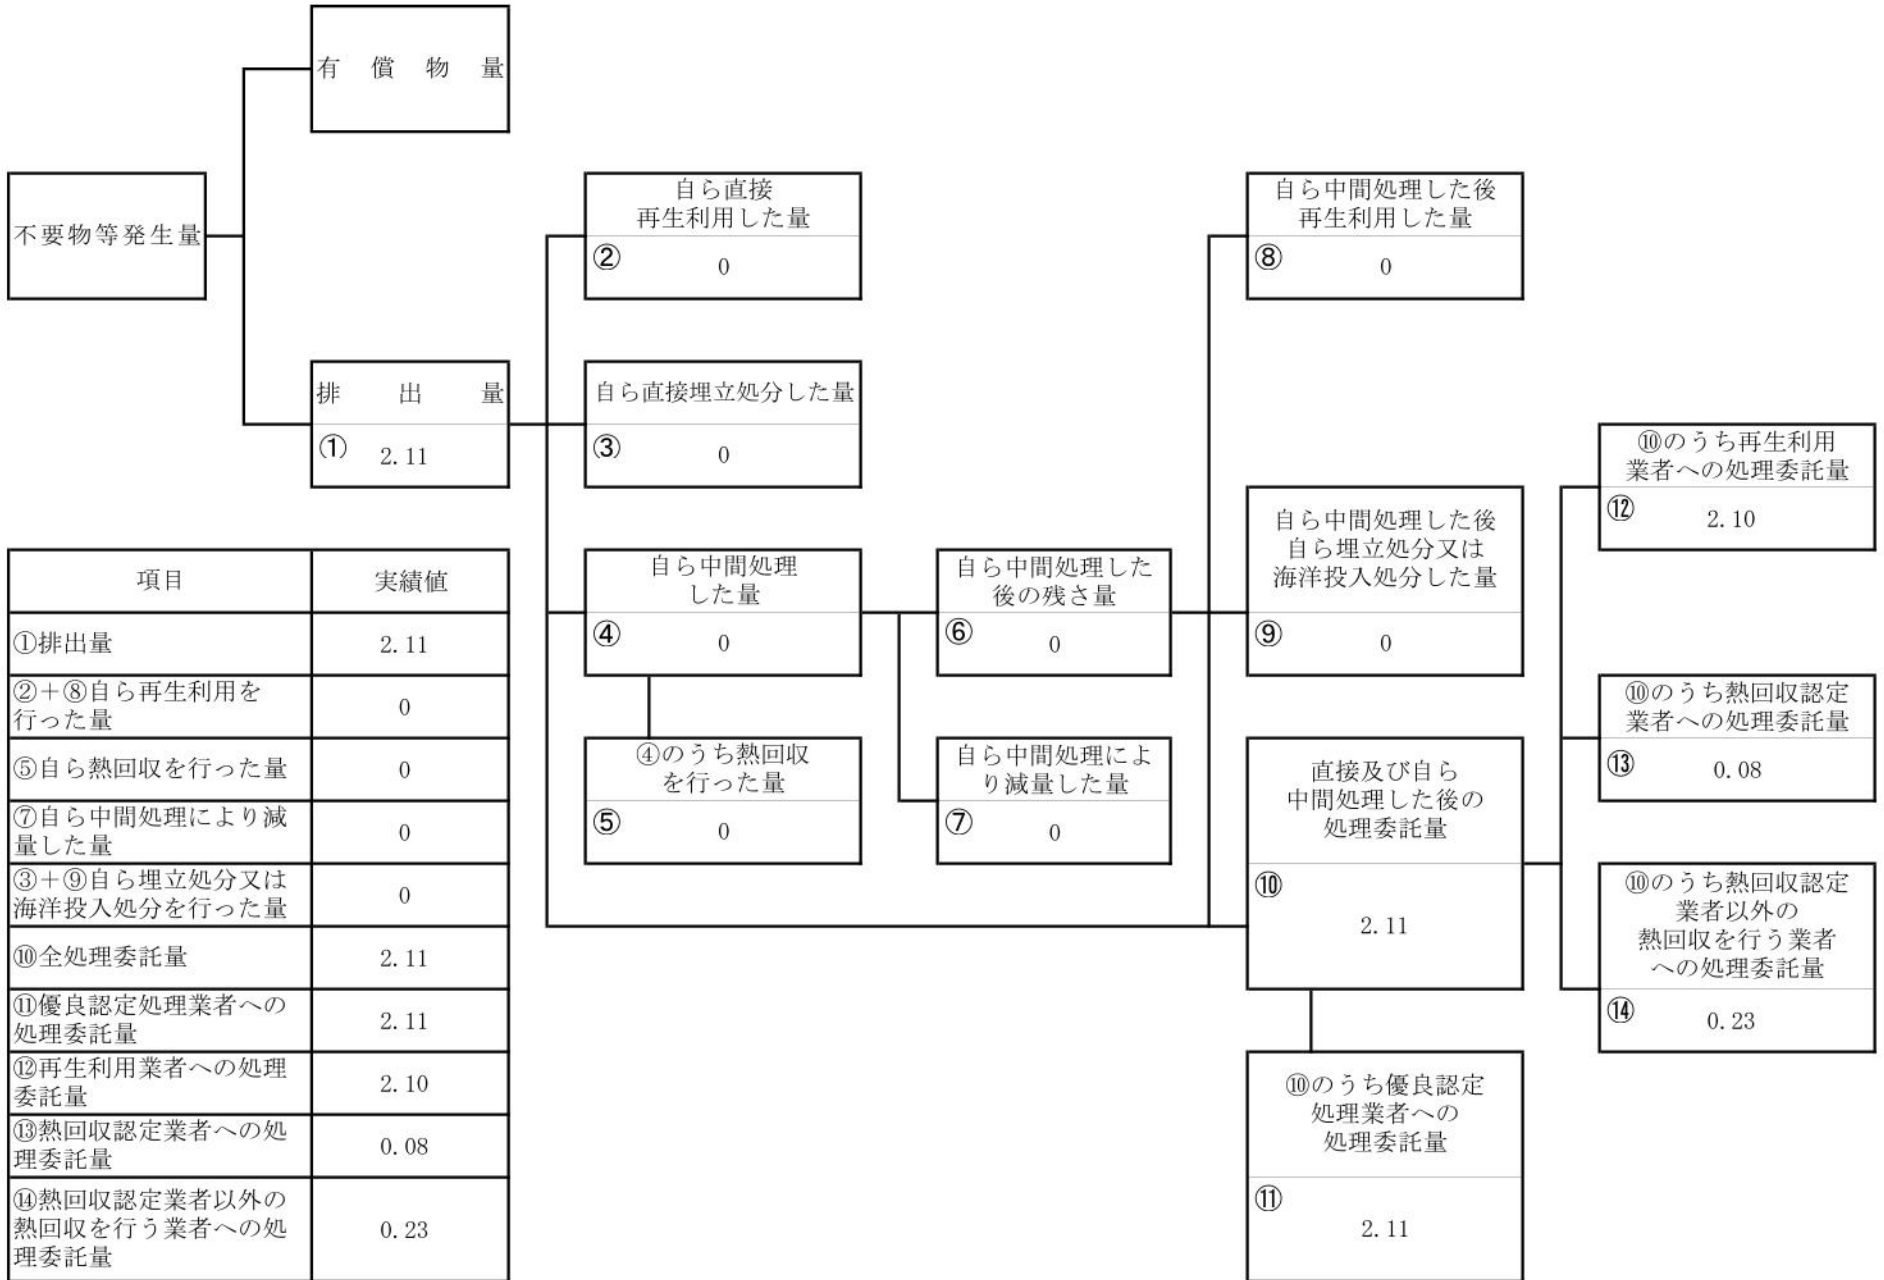 有償物量
不要物等発生量
排出量
① 2.11
自ら直接
再生利用した量
② 0
自ら直接埋立処分した量
③ 0
自ら中間処理
した量
④ 0
④のうち熱回収
を行った量
⑤ 0
自ら中間処理した
後の残さ量
⑥ 0
自ら中間処理によ
り減量した量
⑦ 0
自ら中間処理した後
再生利用した量
⑧ 0
自ら中間処理した後
自ら埋立処分又は
海洋投入処分した量
⑨ 0
直接及び自ら
中間処理した後の
処理委託量
⑩
2.11
⑩のうち優良認定
処理業者への
処理委託量
⑪
2.11
⑩のうち再生利用
業者への処理委託量
⑫ 2.10
⑩のうち熱回収認定
業者への処理委託量
⑬ 0.08
⑩のうち熱回収認定
業者以外の
熱回収を行う業者
への処理委託量
⑭ 0.23
項目 実績値
①排出量 2.11
②＋⑧自ら再生利用を
行った量 0
⑤自ら熱回収を行った量 0
⑦自ら中間処理により減
量した量 0
③＋⑨自ら埋立処分又は
海洋投入処分を行った量 0
⑩全処理委託量 2.11
⑪優良認定処理業者への
処理委託量 2.11
⑫再生利用業者への処理
委託量 2.10
⑬熱回収認定業者への処
理委託量 0.08
⑭熱回収認定業者以外の
熱回収を行う業者への処
理委託量 0.23